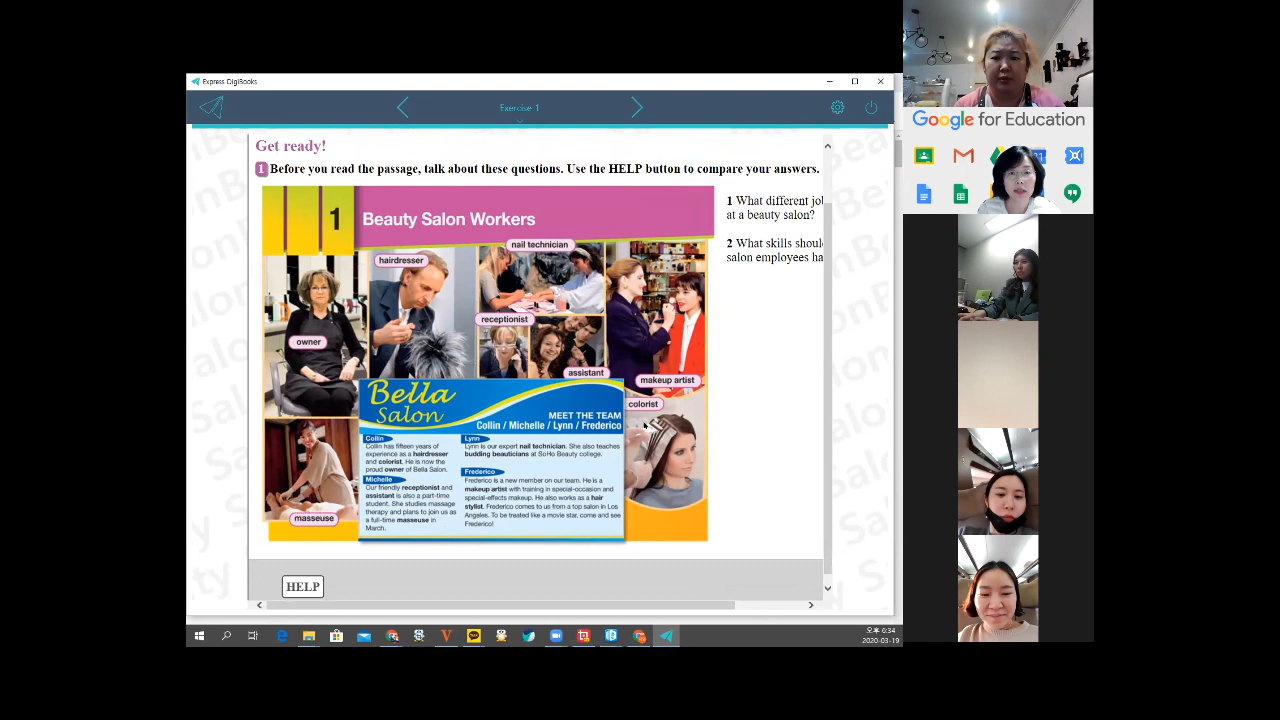 Express DigiBooks
Exercise 1
Get ready!
1 Before you read the passage, talk about these questions. Use the HELP button to compare your answers.
1
Beauty Salon Workers
1 What different jo
at a beauty salon?
2 What skills shoul
salon employees ha
nail technician
hairdresser
receptionist
owner
assistant
makeup artist
colorist
masseuse
Bella
Salon
MEET THE TEAM
Collin / Michelle / Lynn / Frederico
Collin
Collin has fifteen years of
experience as a hairdresser
and colorist. He is now the
proud owner of Bella Salon.
Michelle
Our friendly receptionist and
assistant is also a part-time
student. She studies massage
therapy and plans to join us as
a full-time masseuse in
March.
Lynn
Lynn is our expert nail technician. She also teaches
budding beauticians at SoHo Beauty college.
Frederico
Frederico is a new member on our team. He is a
makeup artist with training in special-occasion and
special-effects makeup. He also works as a hair
stylist. Frederico comes to us from a top salon in Los
Angeles. To be treated like a movie star, come and see
Frederico!
HELP
오후 6:34
2020-03-19
Google for Education